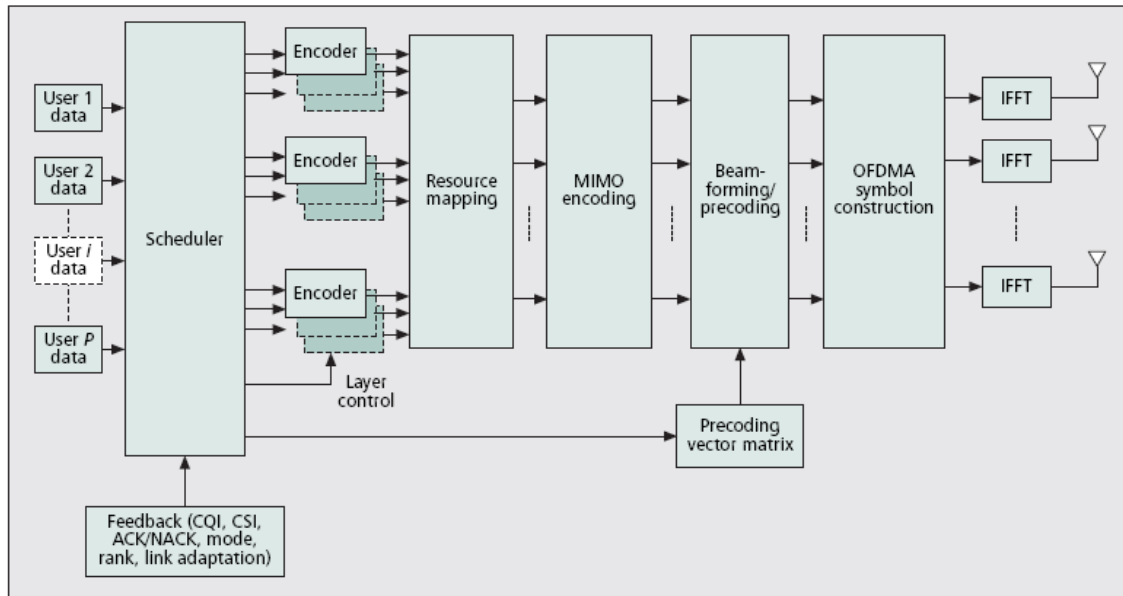 User 1
data
User 2
data
User i
data
User P
data
Scheduler
Encoder
Encoder
Encoder
Layer
control
Resource
mapping
MIMO
encoding
Beam-
forming/
precoding
OFDMA
symbol
construction
IFFT
IFFT
IFFT
Precoding
vector matrix
Feedback (CQI, CSI,
ACK/NACK, mode,
rank, link adaptation)